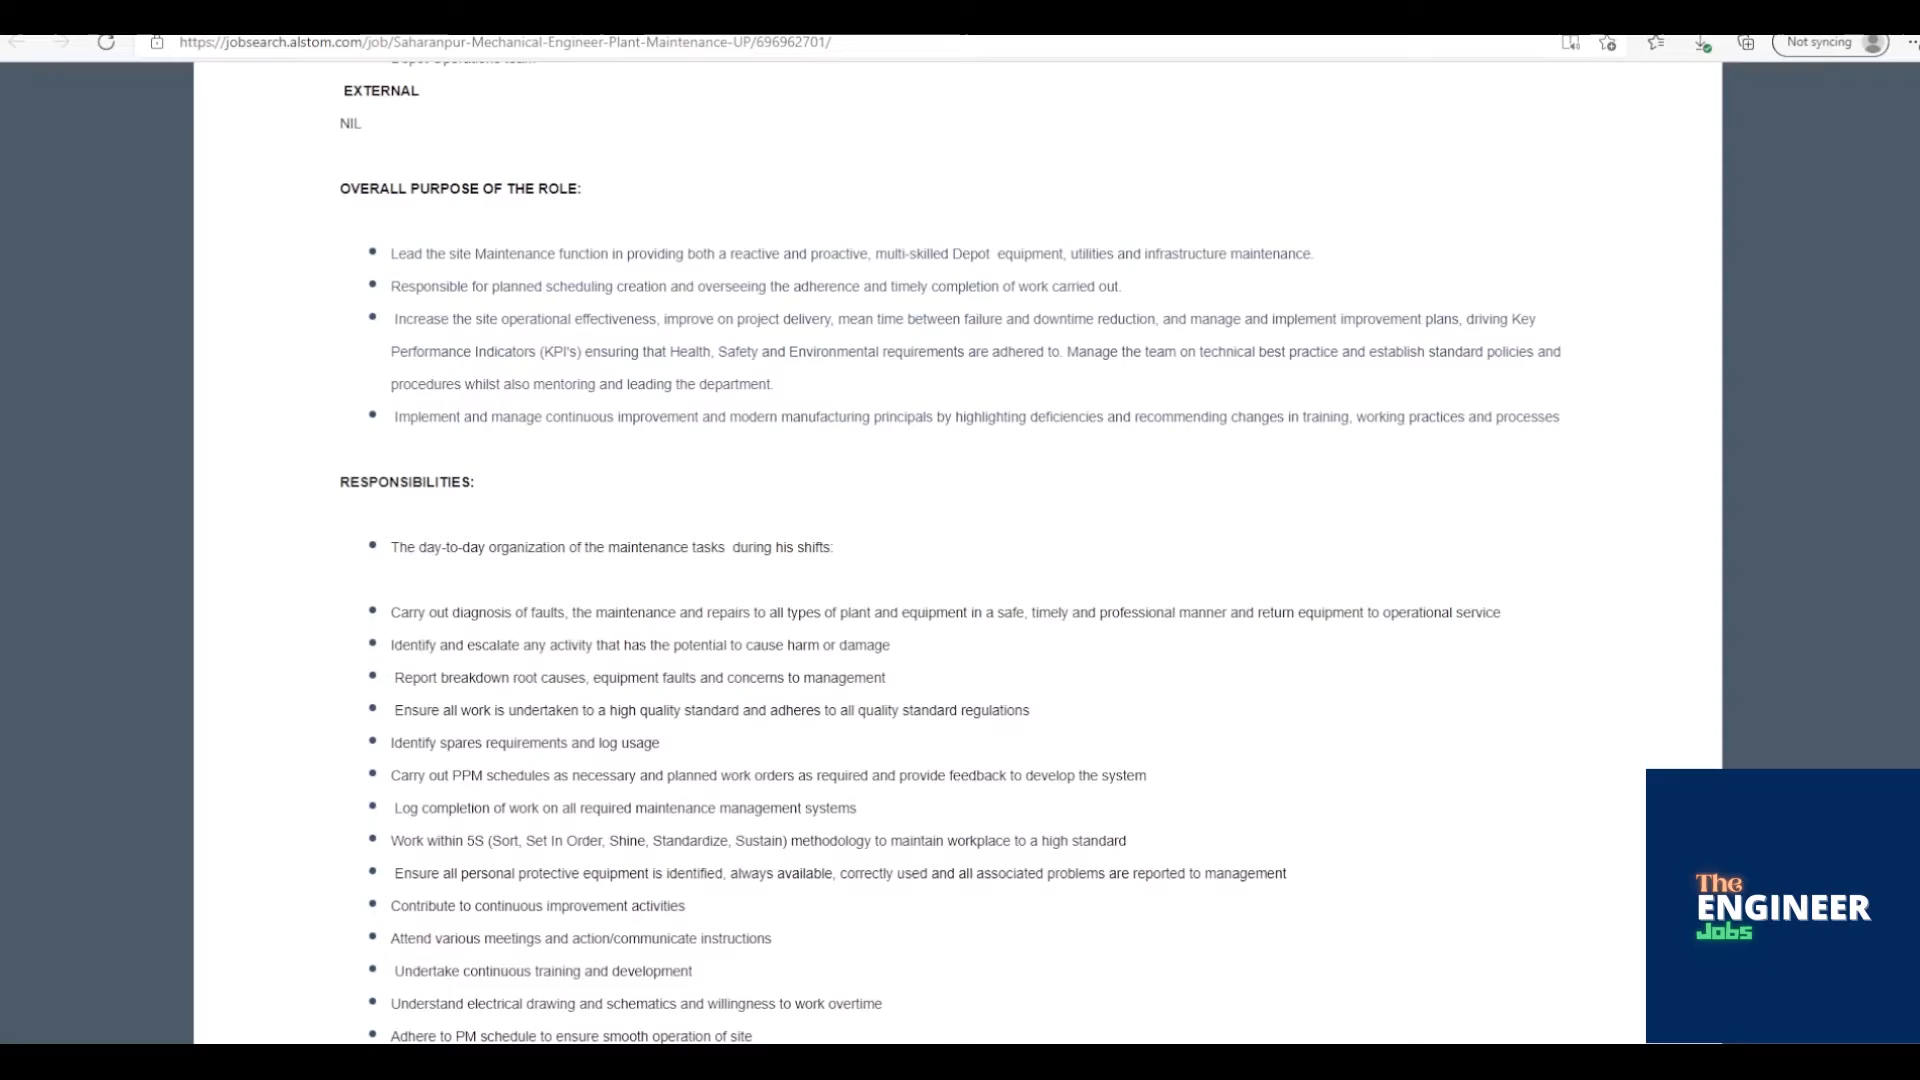 https://jobsearch.alstom.com/job/Saharanpur-Mechanical-Engineer-Plant-Maintenance-UP/696962701/
Not syncing
EXTERNAL
NIL
OVERALL PURPOSE OF THE ROLE:
Lead the site Maintenance function in providing both a reactive and proactive, multi-skilled Depot equipment, utilities and infrastructure maintenance.
Responsible for planned scheduling creation and overseeing the adherence and timely completion of work carried out.
Increase the site operational effectiveness, improve on project delivery, mean time between failure and downtime reduction, and manage and implement improvement plans, driving Key
Performance Indicators (KPI's) ensuring that Health, Safety and Environmental requirements are adhered to. Manage the team on technical best practice and establish standard policies and
procedures whilst also mentoring and leading the department.
Implement and manage continuous improvement and modern manufacturing principals by highlighting deficiencies and recommending changes in training, working practices and processes
RESPONSIBILITIES:
The day-to-day organization of the maintenance tasks during his shifts:
Carry out diagnosis of faults, the maintenance and repairs to all types of plant and equipment in a safe, timely and professional manner and return equipment to operational service
Identify and escalate any activity that has the potential to cause harm or damage
Report breakdown root causes, equipment faults and concerns to management
Ensure all work is undertaken to a high quality standard and adheres to all quality standard regulations
Identify spares requirements and log usage
Carry out PPM schedules as necessary and planned work orders as required and provide feedback to develop the system
Log completion of work on all required maintenance management systems
Work within 5S (Sort, Set In Order, Shine, Standardize, Sustain) methodology to maintain workplace to a high standard
Ensure all personal protective equipment is identified, always available, correctly used and all associated problems are reported to management
Contribute to continuous improvement activities
Attend various meetings and action/communicate instructions
Undertake continuous training and development
Understand electrical drawing and schematics and willingness to work overtime
Adhere to PM schedule to ensure smooth operation of site
The
ENGINEER
Jobs